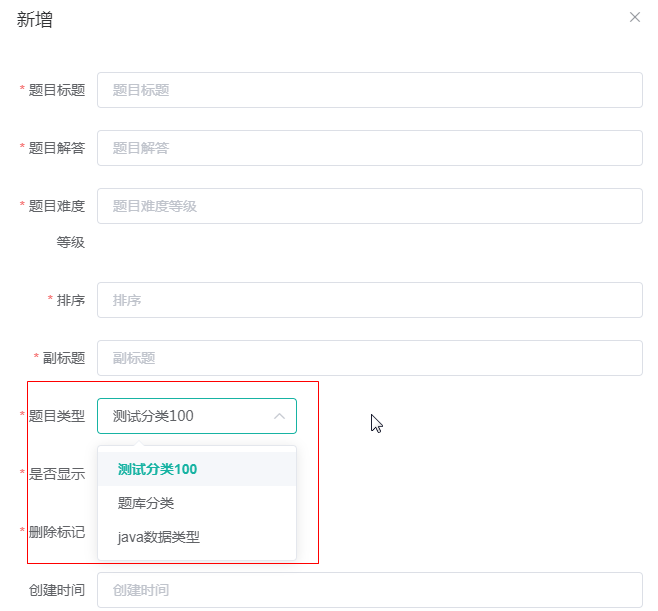 新增
* 题目标题 题目标题
* 题目解答 题目解答
* 题目难度 题目难度等级
等级
* 排序 排序
* 副标题 副标题
* 题目类型 测试分类100
测试分类100
* 是否显示
题库分类
* 删除标记
java数据类型
创建时间 创建时间